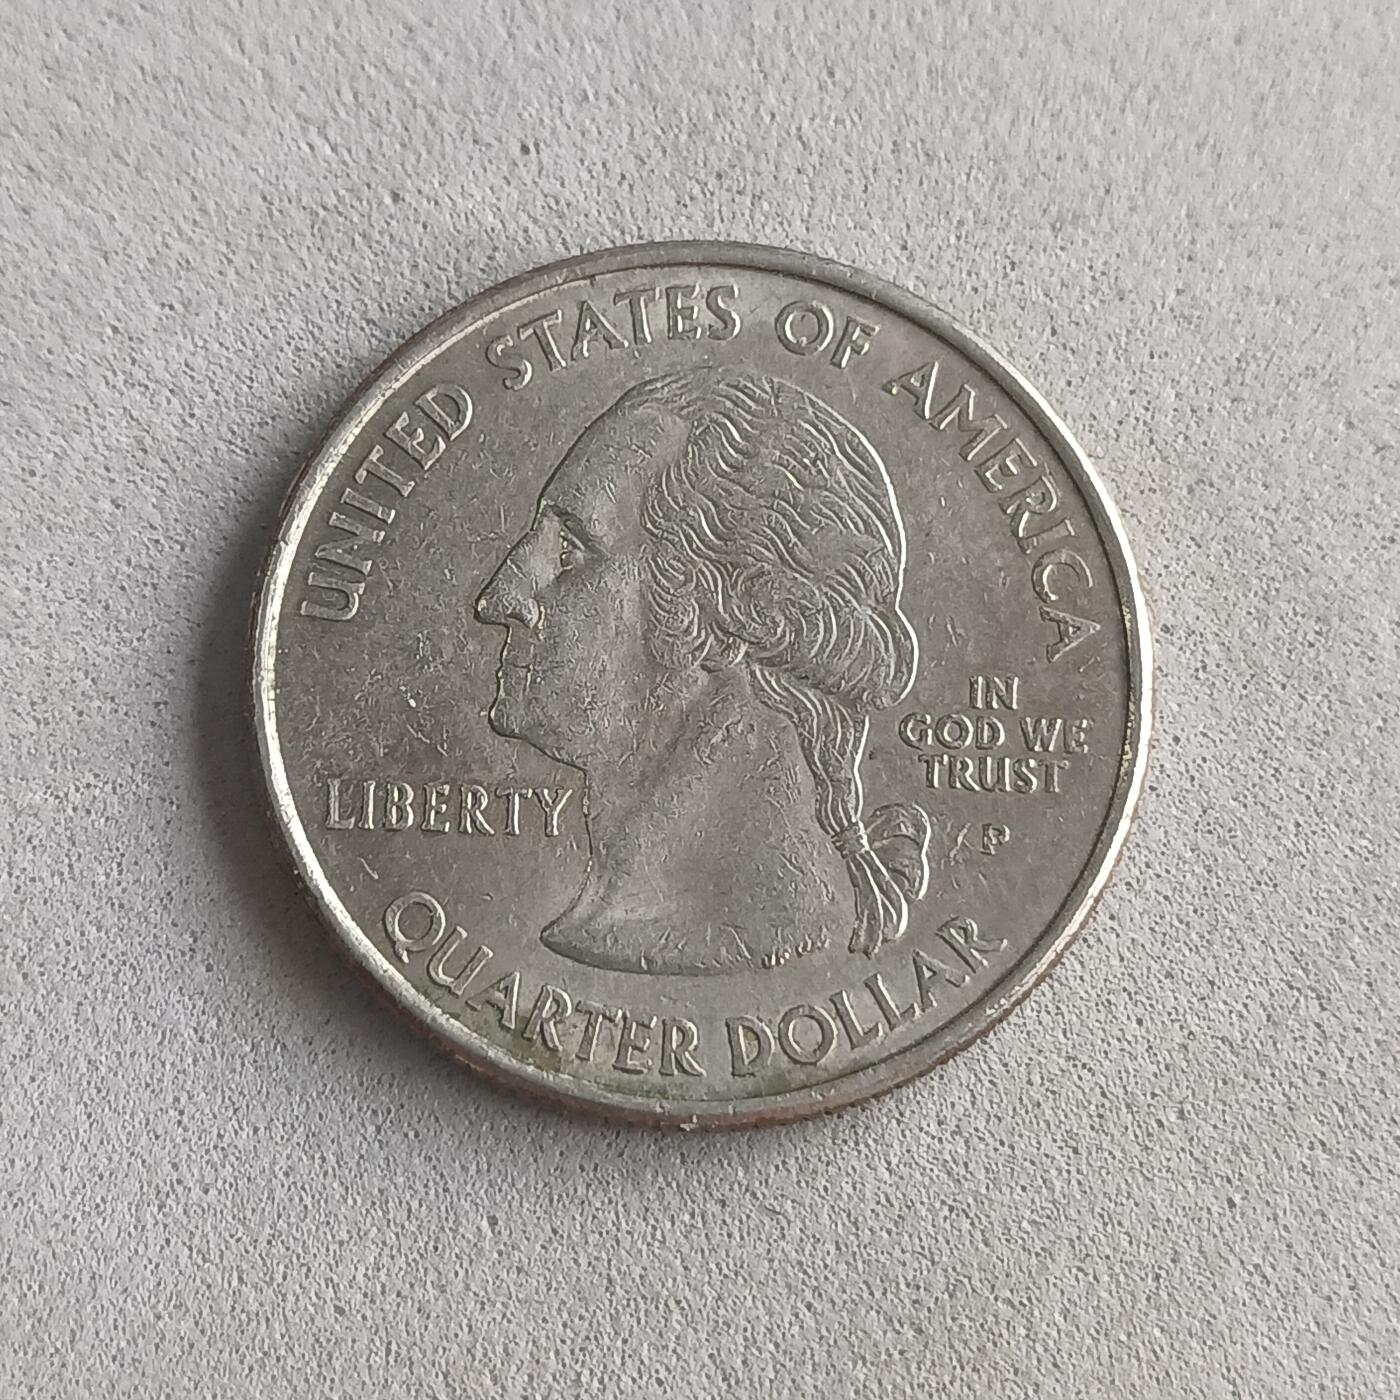 UNITED STATES OF AMERICA
LIBERTY
IN
GOD WE
TRUST
P
QUARTER DOLLAR